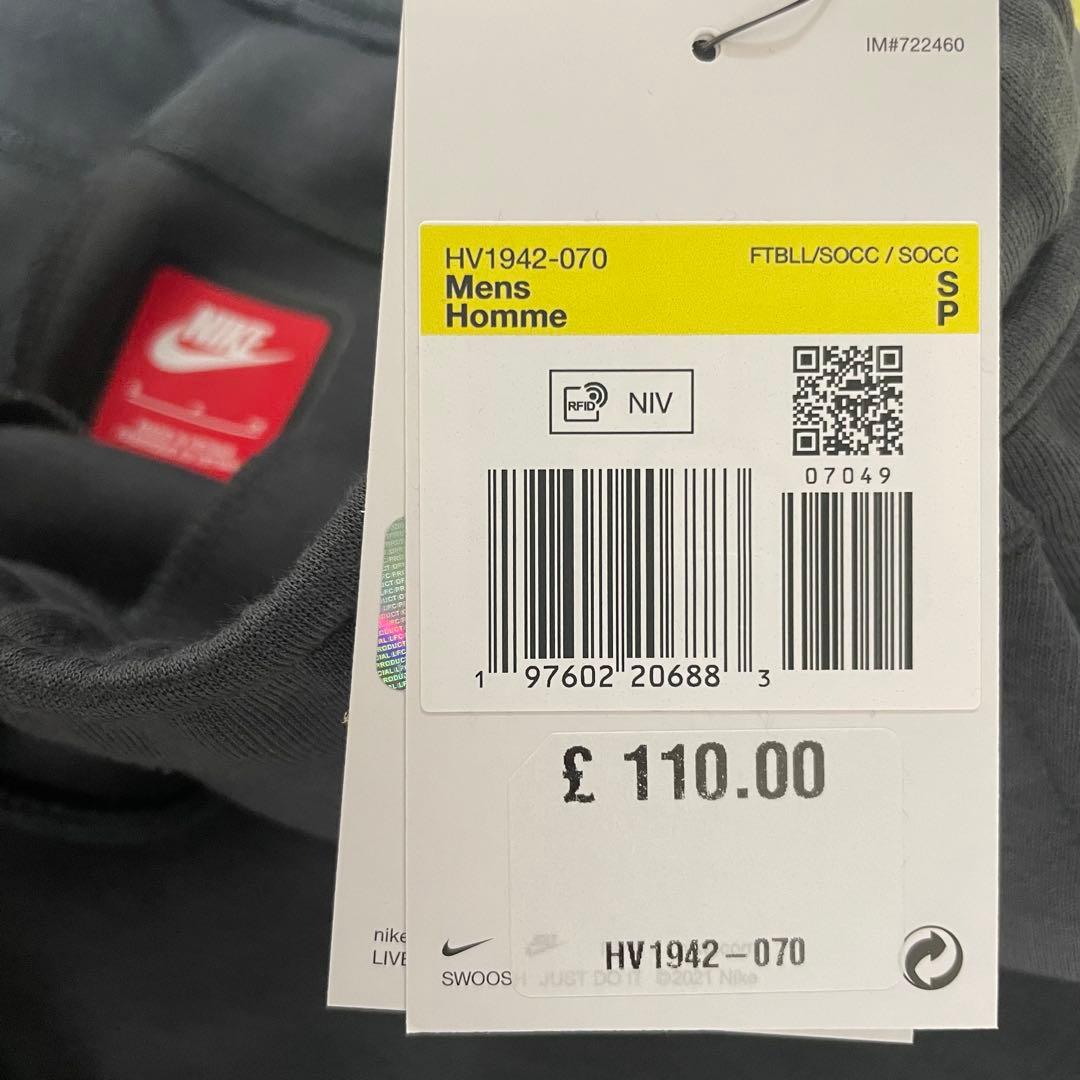 IM#722460
HV1942-070
FTBLL/SOCC / SOCC
Mens
S
Homme
P
RFID NIV
07049
1 97602 20688 3
£ 110.00
HV1942-070
SWOOSH JUST DO IT ©2021 Nike
nike
LIVE
NIKE